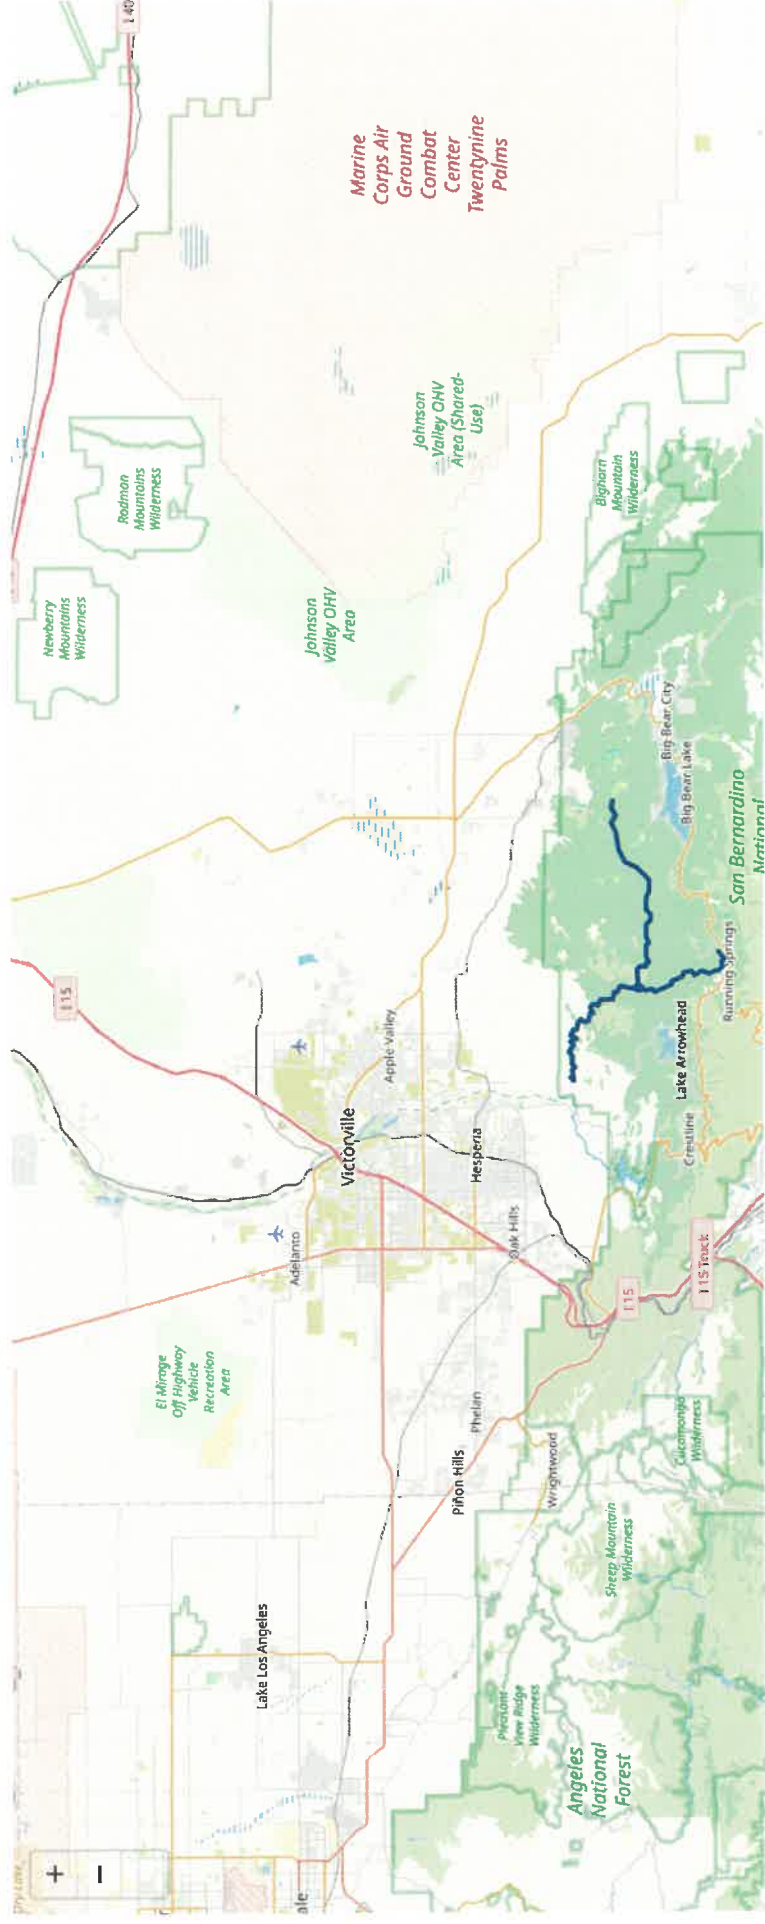 I 40
Marine
Corps Air
Ground
Combat
Center
Twentynine
Palms
Johnson
Valley OHV
Area (Shared-
Use)
Rodman
Mountains
Wilderness
Bighorn
Mountain
Wilderness
Newberry
Mountains
Wilderness
Johnson
Valley OHV
Area
Big Bear City
Big Bear Lake
San Bernardino
National
I 15
Apple Valley
Running Springs
Lake Arrowhead
Victorville
Hesperia
Crestline
Adelanto
Oak Hills
I 15
I 15 Truck
El Mirage
Off Highway
Vehicle
Recreation
Area
Phelan
Piñon Hills
Wrightwood
Cucamonga
Wilderness
Sheep Mountain
Wilderness
Lake Los Angeles
Pleasant
View Ridge
Wilderness
Angeles
National
Forest
+
−
ale